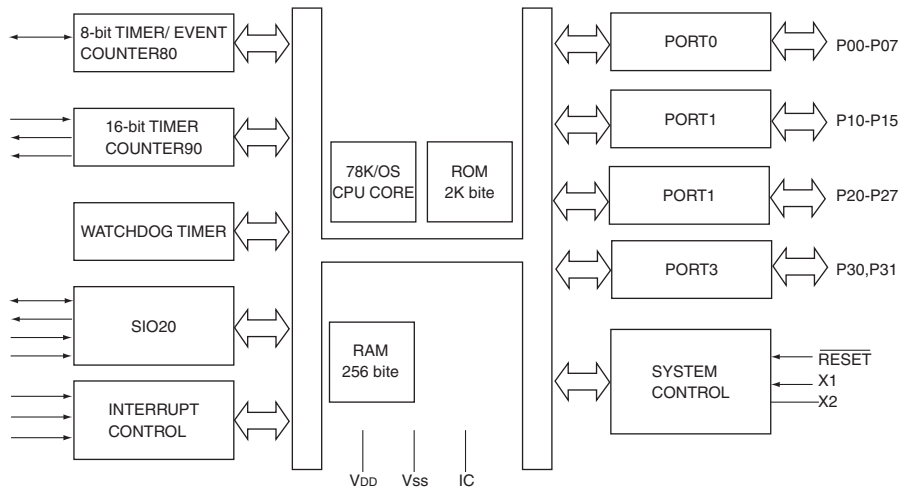 8-bit TIMER/ EVENT
COUNTER80
16-bit TIMER
COUNTER90
WATCHDOG TIMER
SIO20
INTERRUPT
CONTROL
78K/OS
CPU CORE
ROM
2K bite
RAM
256 bite
VDD
VSS
IC
PORT0
P00-P07
PORT1
P10-P15
PORT1
P20-P27
PORT3
P30,P31
SYSTEM
CONTROL
RESET
X1
X2